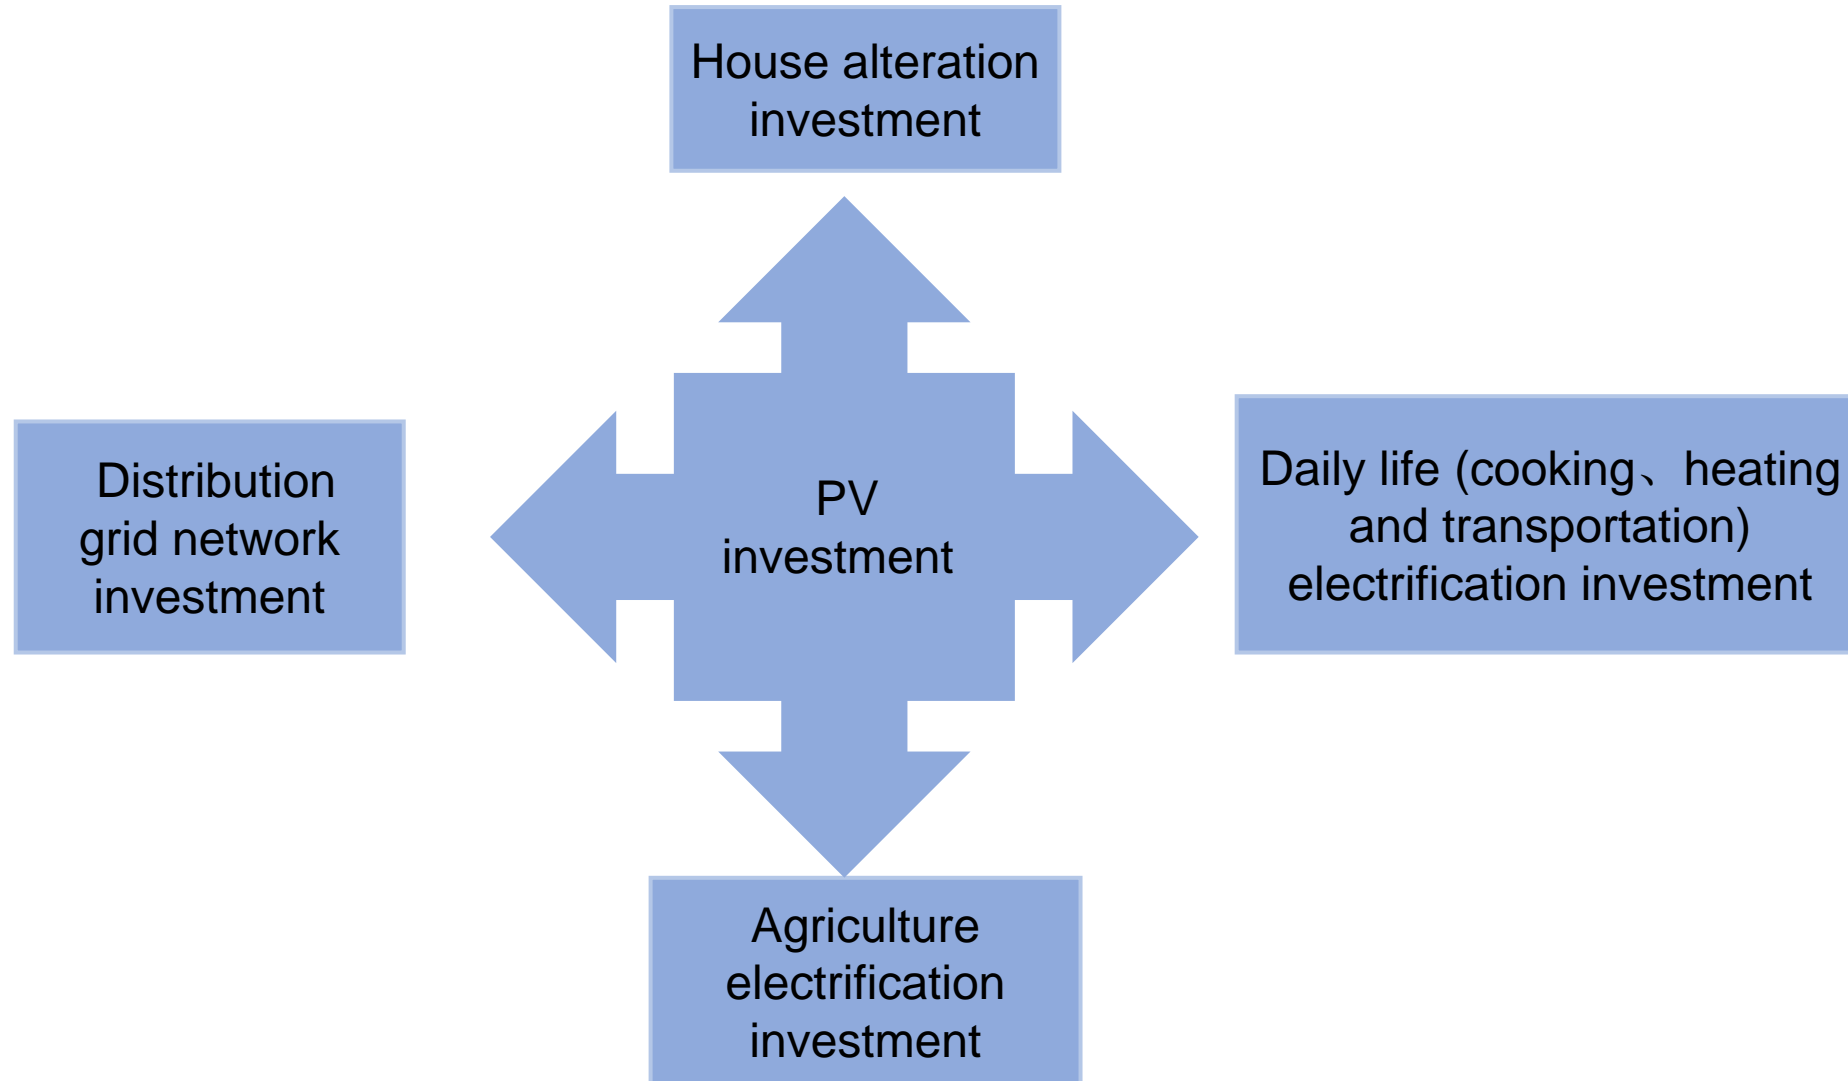 House alteration
investment
Distribution
grid network
investment
PV
investment
Daily life (cooking、heating
and transportation)
electrification investment
Agriculture
electrification
investment